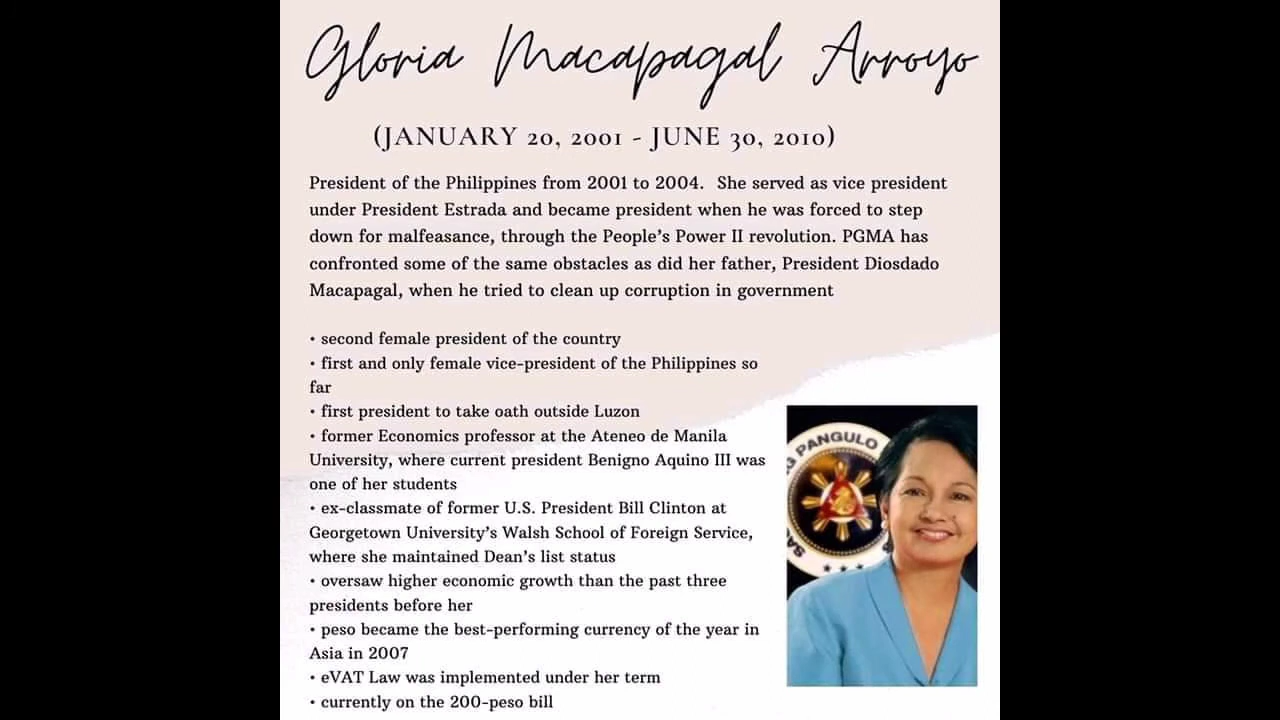 Gloria Macapagal Arroyo
(JANUARY 20, 2001 - JUNE 30, 2010)
President of the Philippines from 2001 to 2004. She served as vice president
under President Estrada and became president when he was forced to step
down for malfeasance, through the People's Power II revolution. PGMA has
confronted some of the same obstacles as did her father, President Diosdado
Macapagal, when he tried to clean up corruption in government
• second female president of the country
• first and only female vice-president of the Philippines so
far
• first president to take oath outside Luzon
• former Economics professor at the Ateneo de Manila
University, where current president Benigno Aquino III was
one of her students
• ex-classmate of former U.S. President Bill Clinton at
Georgetown University's Walsh School of Foreign Service,
where she maintained Dean's list status
• oversaw higher economic growth than the past three
presidents before her
• peso became the best-performing currency of the year in
Asia in 2007
• eVAT Law was implemented under her term
• currently on the 200-peso bill
PANGULO